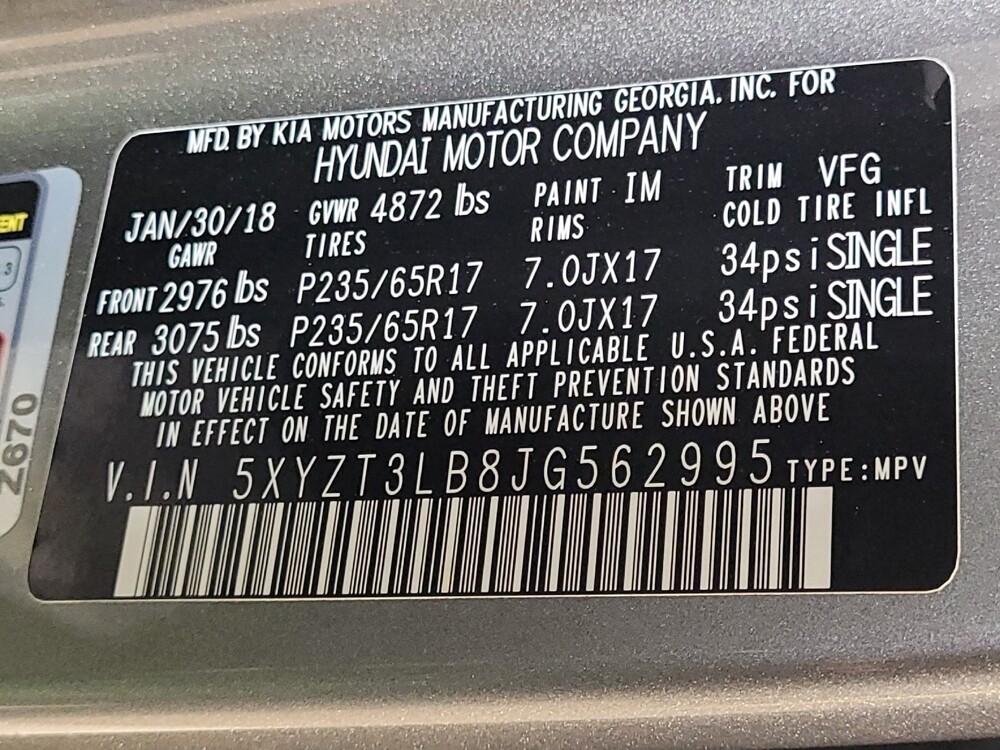 MFD. BY KIA MOTORS MANUFACTURING GEORGIA. INC. FOR
HYUNDAI MOTOR COMPANY
JAN/30/18 GVWR 4872 lbs PAINT IM TRIM VFG
GAWR TIRES RIMS COLD TIRE INFL
FRONT 2976 lbs P235/65R17 7.0JX17 34psi SINGLE
REAR 3075 lbs P235/65R17 7.0JX17 34psi SINGLE
THIS VEHICLE CONFORMS TO ALL APPLICABLE U.S.A. FEDERAL
MOTOR VEHICLE SAFETY AND THEFT PREVENTION STANDARDS
IN EFFECT ON THE DATE OF MANUFACTURE SHOWN ABOVE
V.I.N 5XYZT3LB8JG562995 TYPE:MPV
Z670